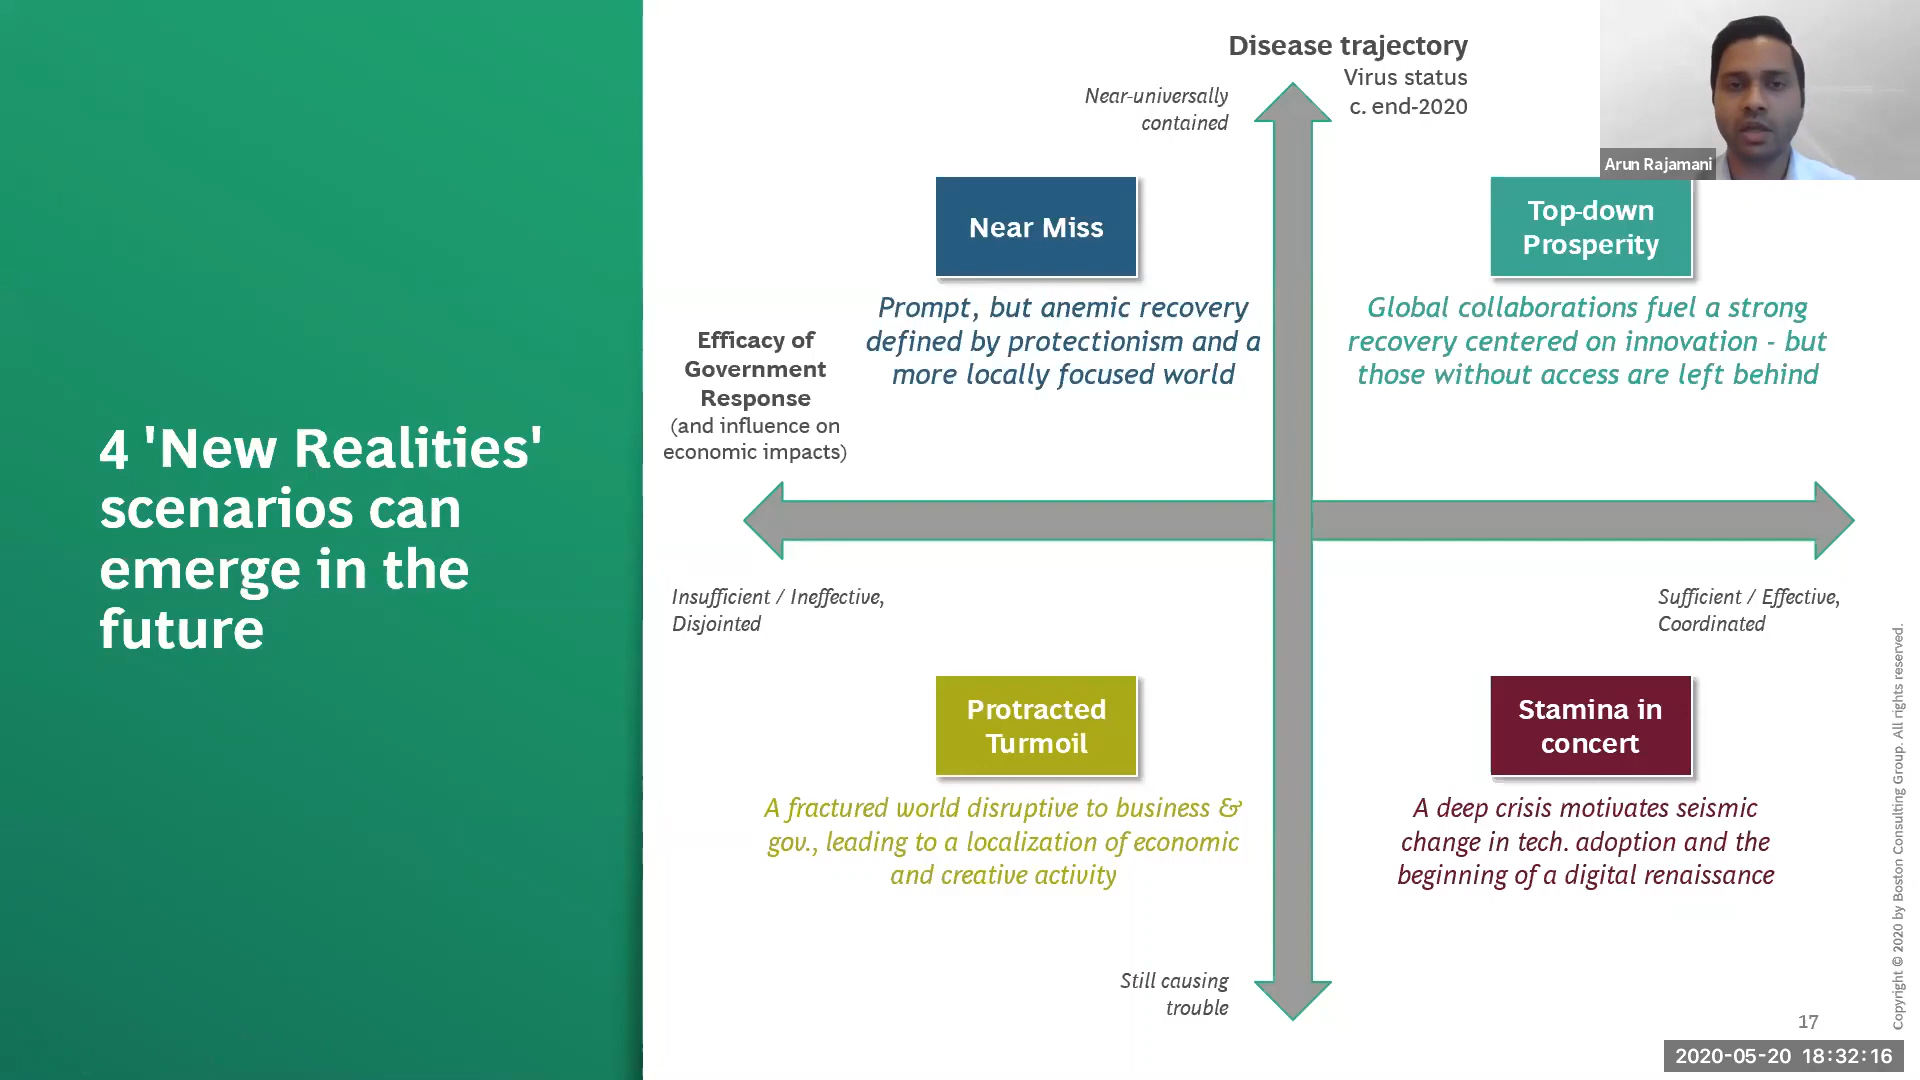 4 'New Realities'
scenarios can
emerge in the
future
Disease trajectory
Virus status
c. end-2020
Near-universally
contained
Arun Rajamani
Near Miss
Prompt, but anemic recovery
defined by protectionism and a
more locally focused world
Top-down
Prosperity
Global collaborations fuel a strong
recovery centered on innovation - but
those without access are left behind
Efficacy of
Government
Response
(and influence on
economic impacts)
Insufficient / Ineffective,
Disjointed
Sufficient / Effective,
Coordinated
Protracted
Turmoil
A fractured world disruptive to business &
gov., leading to a localization of economic
and creative activity
Stamina in
concert
A deep crisis motivates seismic
change in tech. adoption and the
beginning of a digital renaissance
Still causing
trouble
Copyright © 2020 by Boston Consulting Group. All rights reserved.
17
2020-05-20 18:32:16